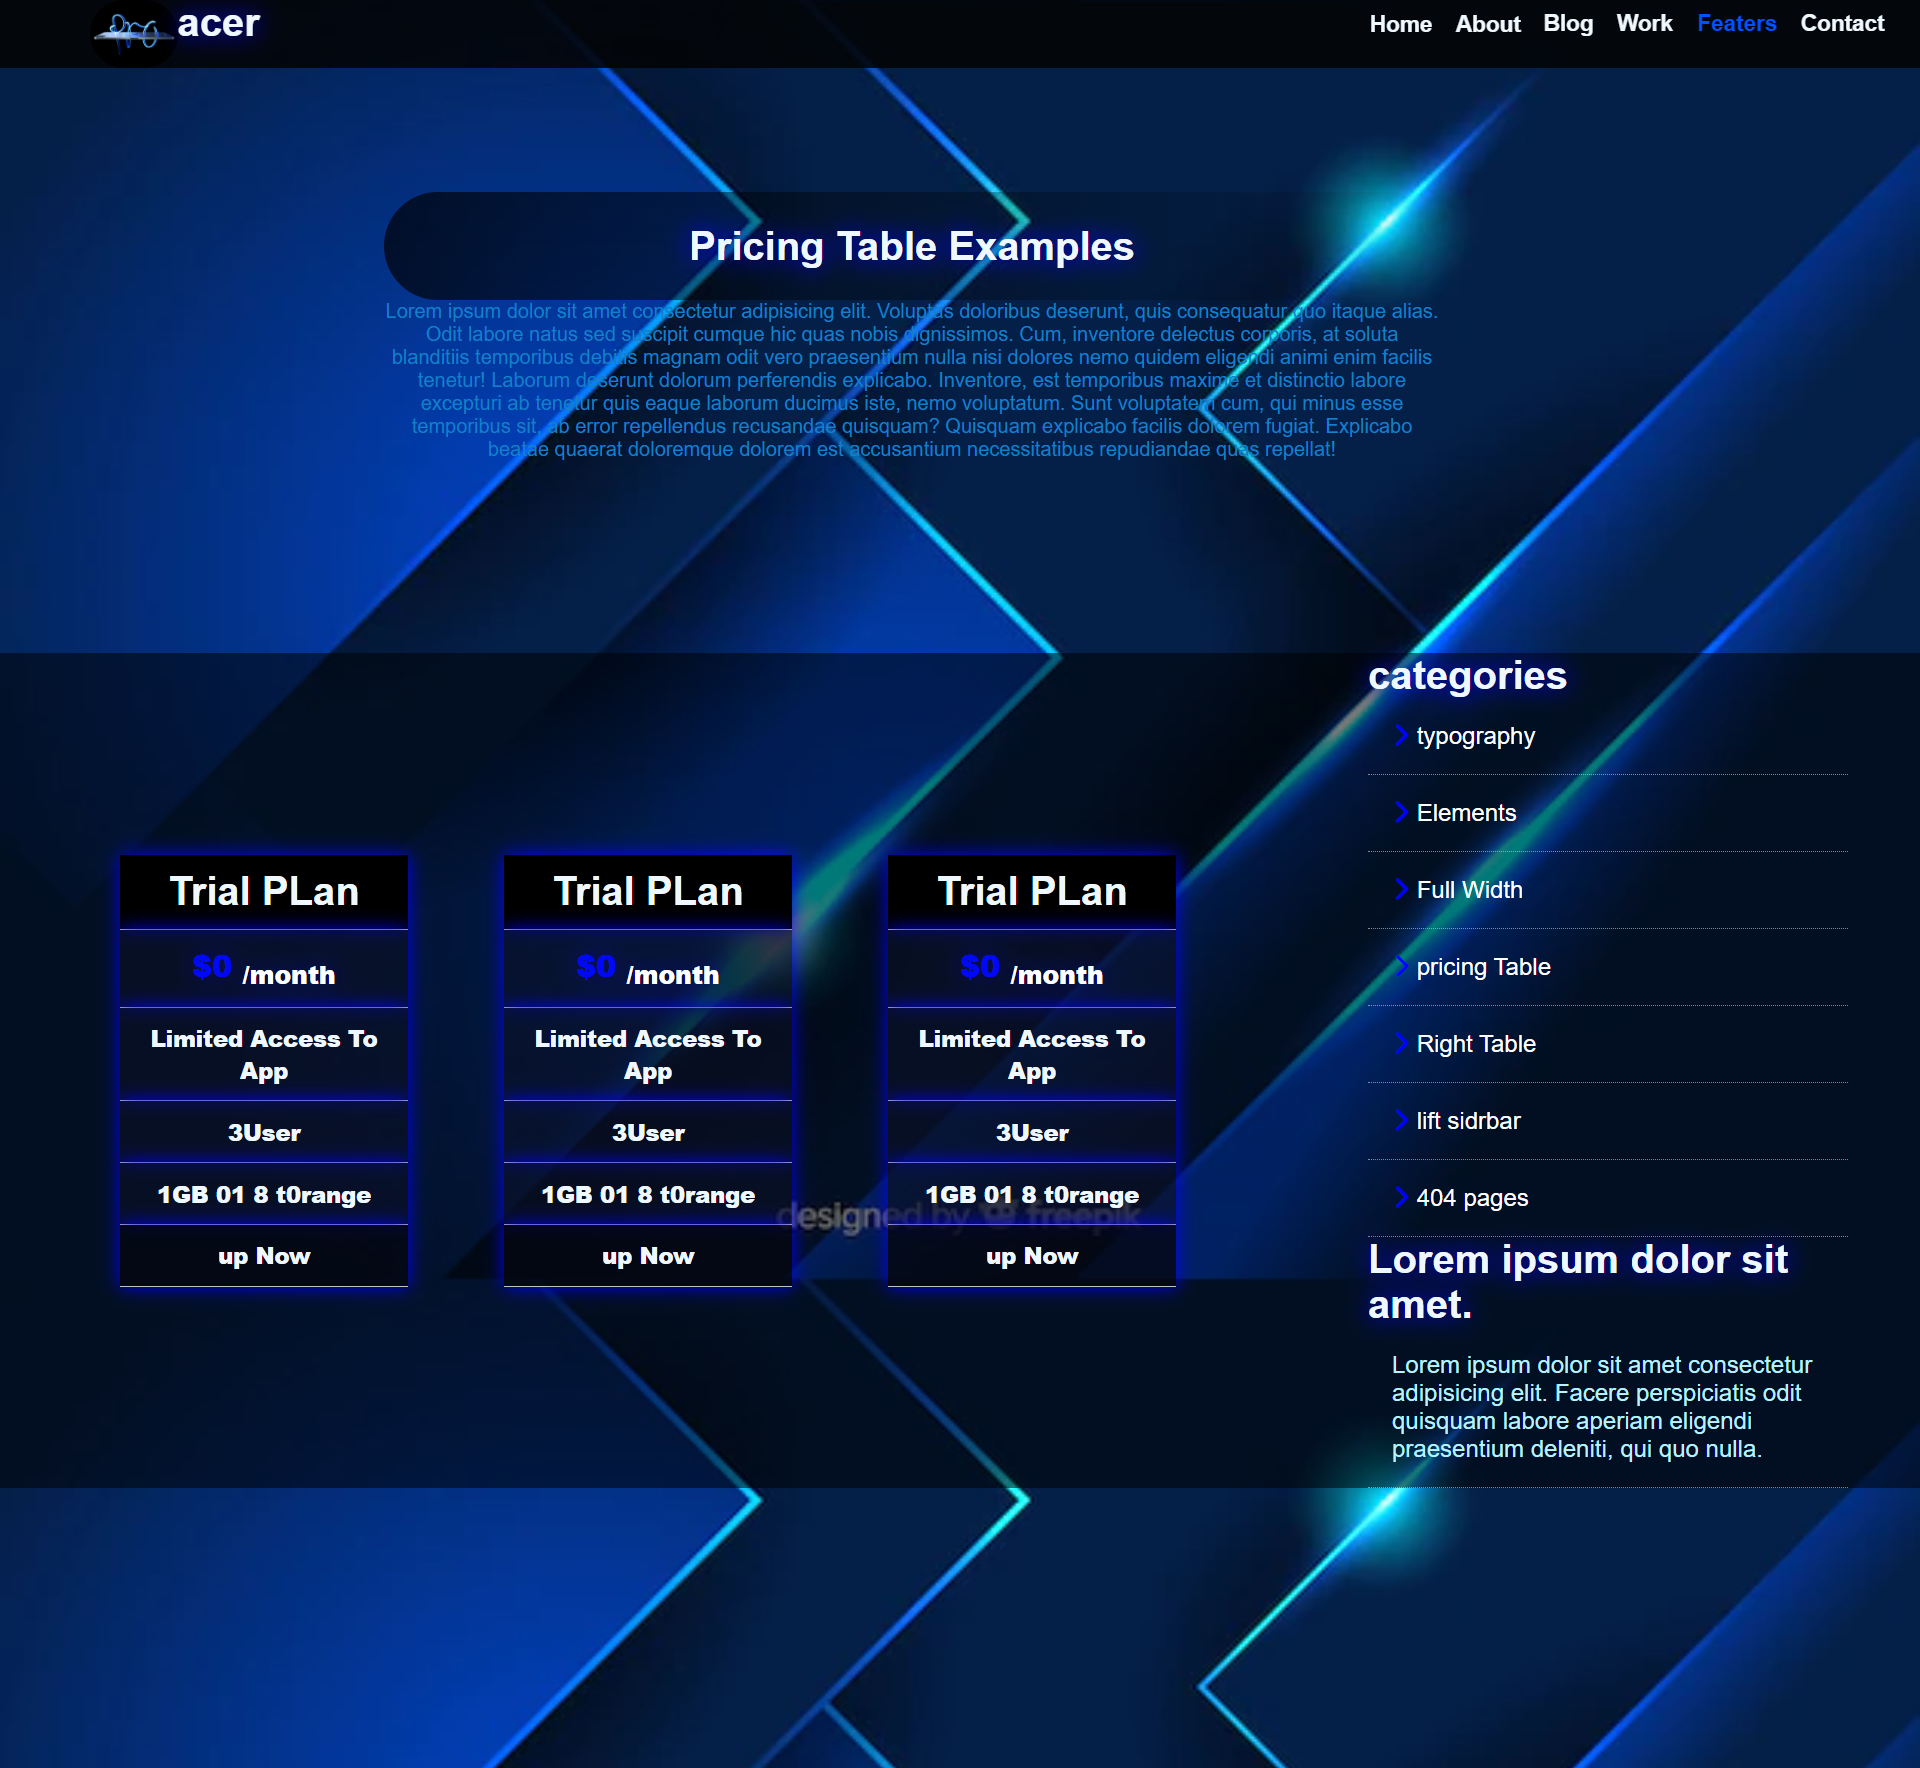 pro acer
Home About Blog Work Featers Contact
Pricing Table Examples
Lorem ipsum dolor sit amet consectetur adipisicing elit. Voluptas doloribus deserunt, quis consequatur quo itaque alias.
Odit labore natus sed suscipit cumque hic quas nobis dignissimos. Cum, inventore delectus corporis, at soluta
blanditiis temporibus debitis magnam odit vero praesentium nulla nisi dolores nemo quidem eligendi animi enim facilis
tenetur! Laborum deserunt dolorum perferendis explicabo. Inventore, est temporibus maxime et distinctio labore
excepturi ab tenetur quis eaque laborum ducimus iste, nemo voluptatum. Sunt voluptatem cum, qui minus esse
temporibus sit, ab error repellendus recusandae quisquam? Quisquam explicabo facilis dolorem fugiat. Explicabo
beatae quaerat doloremque dolorem est accusantium necessitatibus repudiandae quas repellat!
Trial PLan
$0 /month
Limited Access To
App
3User
1GB 01 8 t0range
up Now
Trial PLan
$0 /month
Limited Access To
App
3User
1GB 01 8 t0range
up Now
Trial PLan
$0 /month
Limited Access To
App
3User
1GB 01 8 t0range
up Now
designed by freepik
categories
typography
Elements
Full Width
pricing Table
Right Table
lift sidrbar
404 pages
Lorem ipsum dolor sit
amet.
Lorem ipsum dolor sit amet consectetur
adipisicing elit. Facere perspiciatis odit
quisquam labore aperiam eligendi
praesentium deleniti, qui quo nulla.